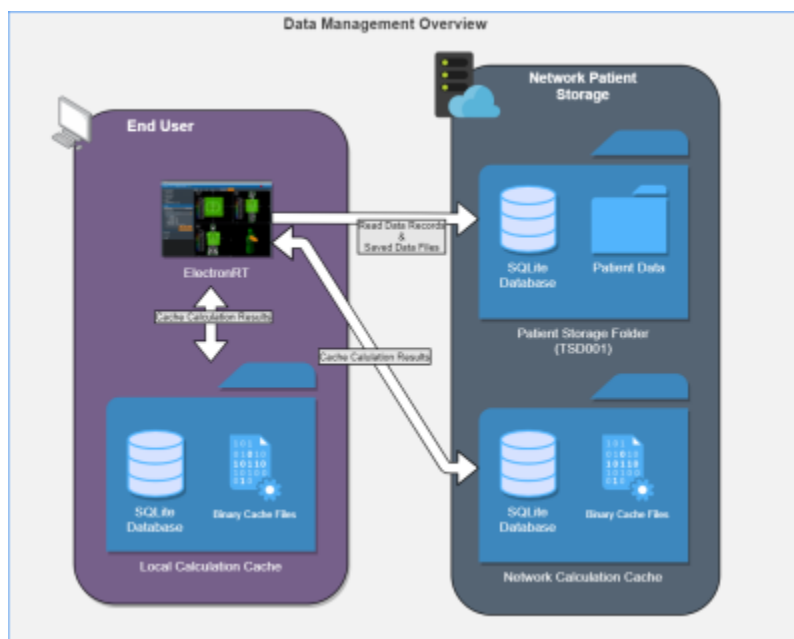 Data Management Overview
Network Patient
Storage
End User
SQLite
Database
Patient Data
Read Data Records
&
Saved Data Files
ElectronRT
Patient Storage Folder
(TSD001)
Cache Calculation Results
Cache Calulation Results
SQLite
Database
Binary Cache Files
Local Calculation Cache
SQLite
Database
Binary Cache Files
Network Calculation Cache